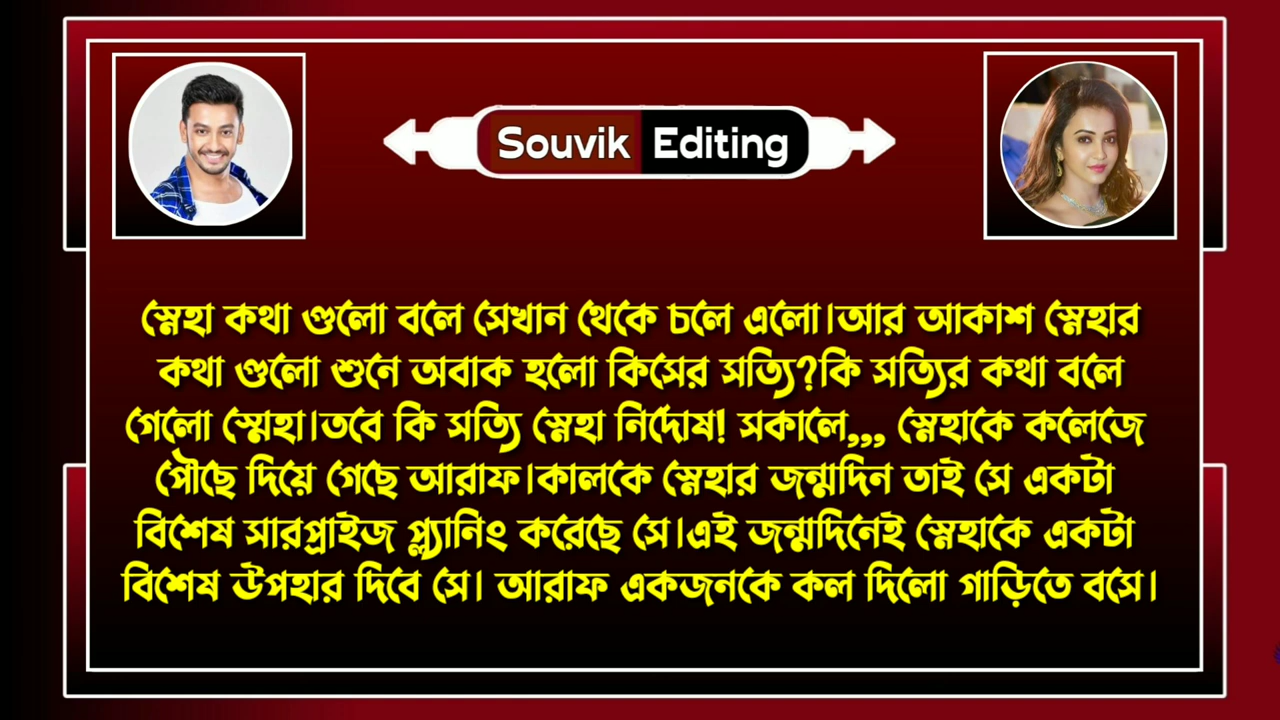 Souvik Editing
স্নেহা কথা গুলো বলে সেখান থেকে চলে এলো।আর আকাশ স্নেহার
কথা গুলো শুনে অবাক হলো কিসের সত্যি?কি সত্যির কথা বলে
গেলো স্মেহা।তবে কি সত্যি স্নেহা নির্দোষ! সকালে,,, স্নেহাকে কলেজে
পৌছে দিয়ে গেছে আরাফ।কালকে স্নেহার জন্মদিন তাই সে একটা
বিশেষ সারপ্রাইজ প্ল্যানিং করেছে সে।এই জন্মদিনেই স্নেহাকে একটা
বিশেষ উপহার দিবে সে। আরাফ একজনকে কল দিলো গাড়িতে বসে।